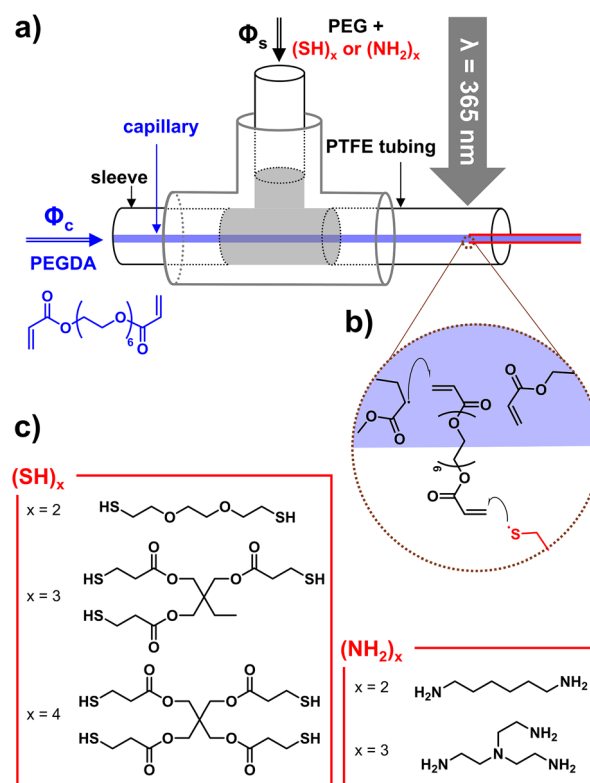 a)
Φs
PEG +
(SH)x or (NH2)x
λ = 365 nm
capillary
PTFE tubing
sleeve
Φc
PEGDA
O
O
O
O
6
b)
O
O
O
O
O
O
O
6
O
O
•S
c)
(SH)x
x = 2
HS
O
O
SH
x = 3
O
O
HS
O
O
SH
O
HS
O
x = 4
O
O
HS
O
O
SH
HS
O
O
SH
O
O
(NH2)x
x = 2
H2N
NH2
x = 3
NH2
H2N
N
NH2